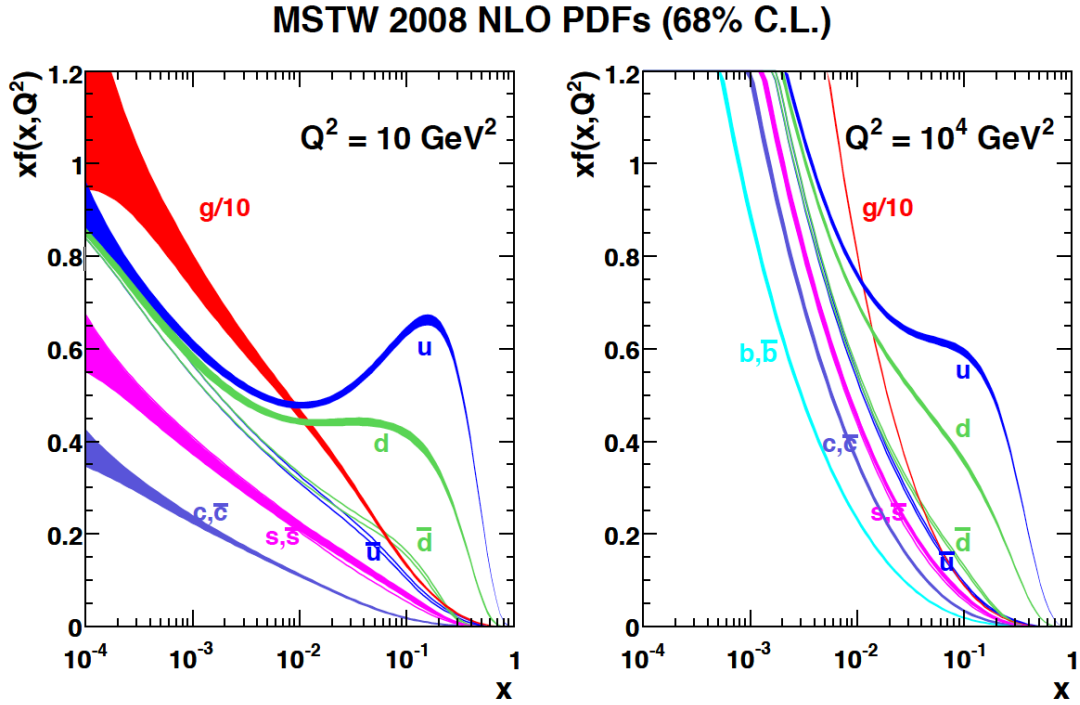 MSTW 2008 NLO PDFs (68% C.L.)
xf(x,Q²)
1.2
1
0.8
0.6
0.4
0.2
0
Q² = 10 GeV²
g/10
u
d
c,c̅
s,s̅
u̅
d̅
10⁻⁴
10⁻³
10⁻²
10⁻¹
1
x
xf(x,Q²)
1.2
1
0.8
0.6
0.4
0.2
0
Q² = 10⁴ GeV²
g/10
b,b̅
u
d
c,c̅
s,s̅
d̅
u̅
10⁻⁴
10⁻³
10⁻²
10⁻¹
1
x